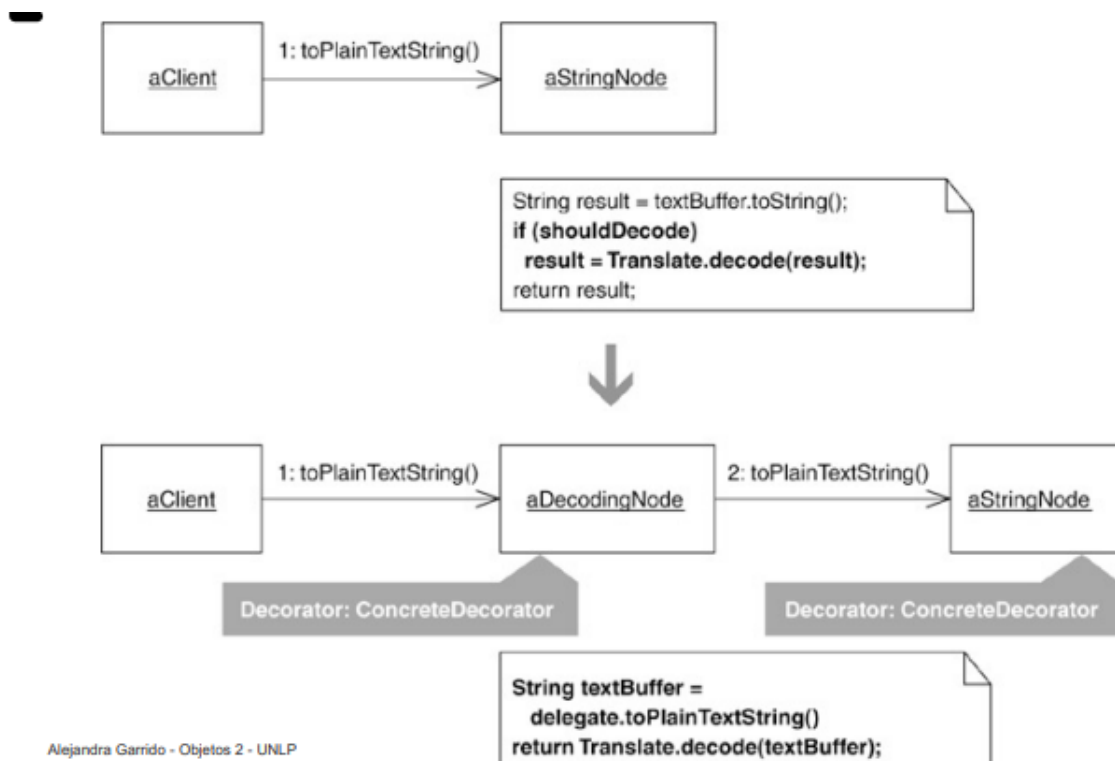 1: toPlainTextString()
aClient
aStringNode
String result = textBuffer.toString();
if (shouldDecode)
result = Translate.decode(result);
return result;
1: toPlainTextString()
2: toPlainTextString()
aClient
aDecodingNode
aStringNode
Decorator: ConcreteDecorator
Decorator: ConcreteDecorator
String textBuffer =
delegate.toPlainTextString()
return Translate.decode(textBuffer);
Alejandra Garrido - Objetos 2 - UNLP